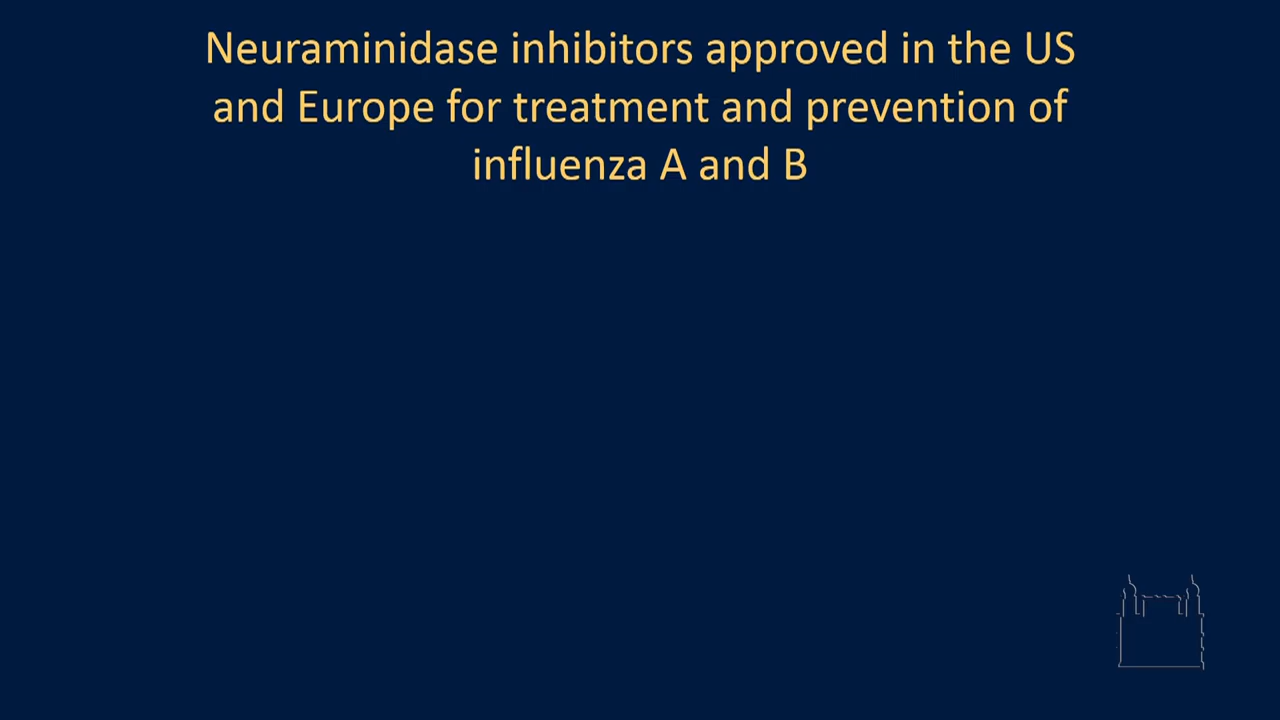 Neuraminidase inhibitors approved in the US
and Europe for treatment and prevention of
influenza A and B